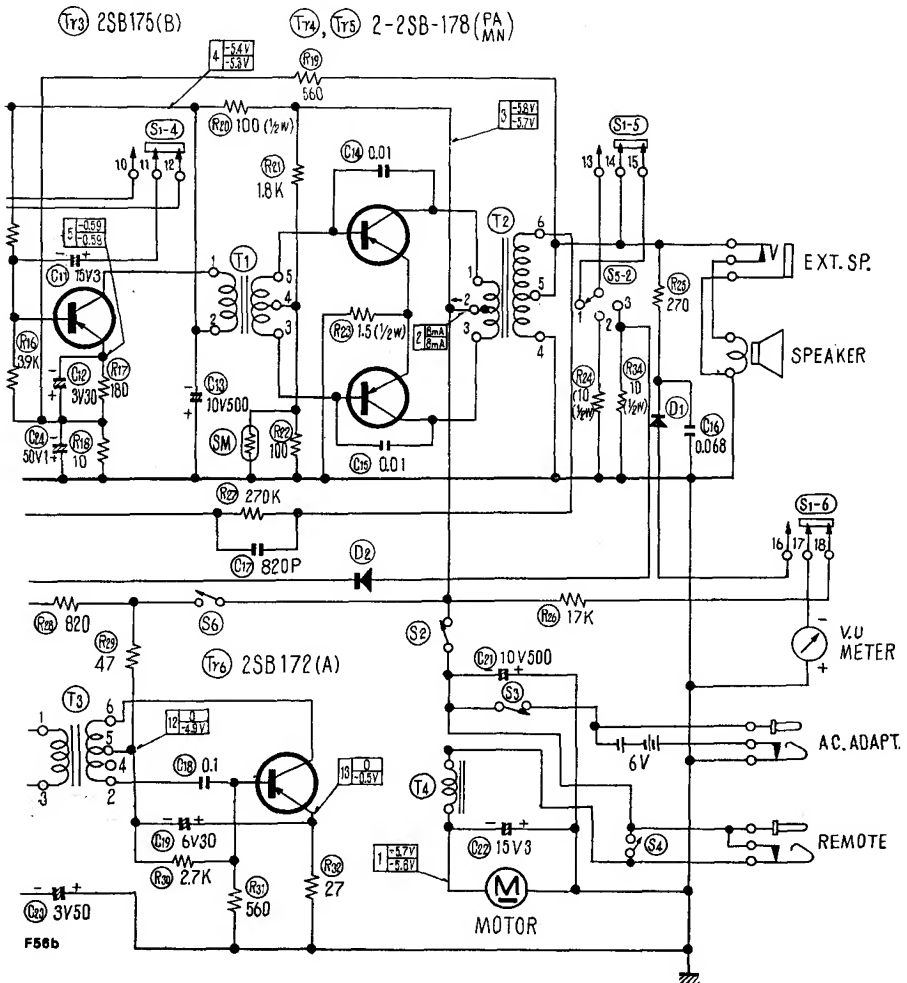 Tr3 2SB175(B)
Tr4, Tr5 2-2SB-178 (PA MN)
4 -5.4V -5.3V
R19 560
R20 100 (½W)
3 -5.8V -5.7V
S1-4
10 11 12
R21 1.8K
C14 0.01
S1-5
13 14 15
5 -0.59 -0.59
C11 15V3
T1
1 2 5 4 3
T2
1 2 3 6 5 4
R23 1.5 (½W)
2 8mA 8mA
S5-2
1 2 3
R25 270
EXT. SP.
SPEAKER
R16 3.9K
C12 3V30
R17 180
C13 10V500
R24 10 (½W)
R34 10 (½W)
D1
C16 0.068
C24 50V1
R18 10
SM
R22 100
C15 0.01
R27 270K
C17 820P
S1-6
16 17 18
D2
R28 820
S6
R26 17K
R29 47
S2
V.U METER
- +
Tr6 2SB172(A)
C21 10V500
S3
T3
1 3 6 5 4 2
12 0 -4.9V
C18 0.1
13 0 -0.5V
6V
AC. ADAPT.
T4
C19 6V30
C22 15V3
S4
REMOTE
R30 2.7K
1 -5.7V -5.8V
R31 560
R32 27
M
MOTOR
C23 3V50
F56b